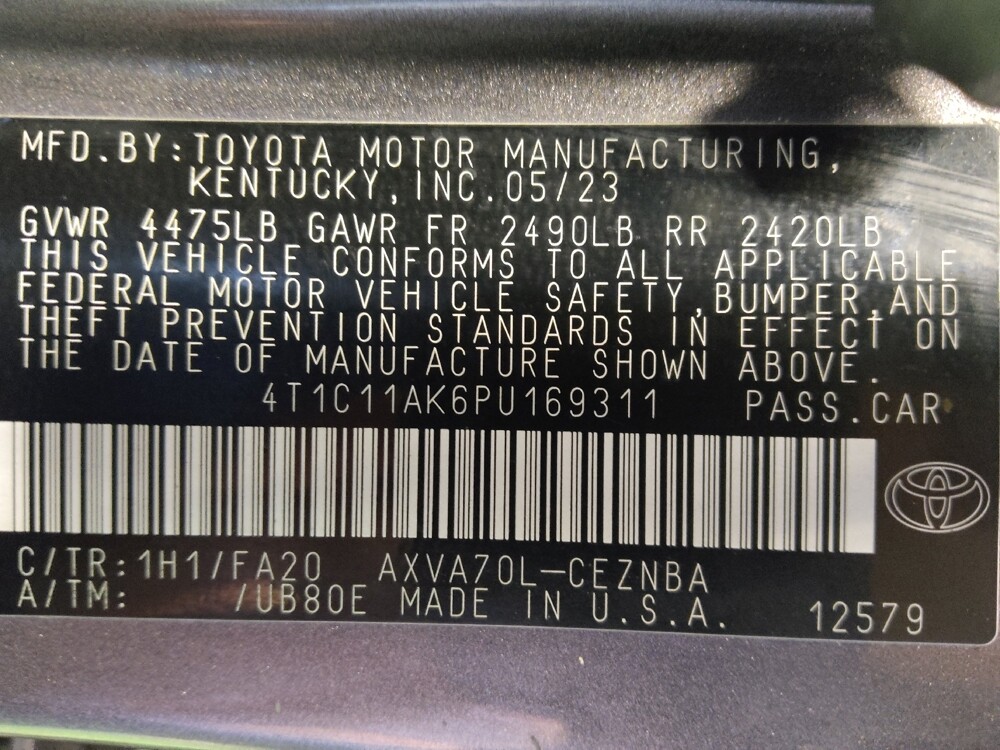 MFD.BY:TOYOTA MOTOR MANUFACTURING,
KENTUCKY,INC.05/23
GVWR 4475LB GAWR FR 2490LB RR 2420LB
THIS VEHICLE CONFORMS TO ALL APPLICABLE
FEDERAL MOTOR VEHICLE SAFETY,BUMPER,AND
THEFT PREVENTION STANDARDS IN EFFECT ON
THE DATE OF MANUFACTURE SHOWN ABOVE.
4T1C11AK6PU169311 PASS.CAR
C/TR:1H1/FA20 AXVA70L-CEZNBA
A/TM: /UB80E MADE IN U.S.A. 12579